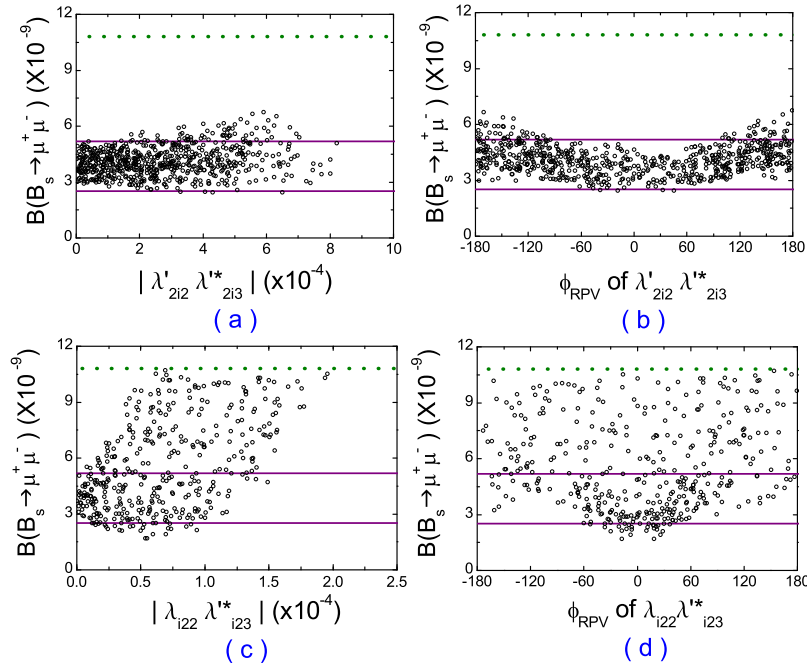 B(B_s→μ⁺μ⁻) (X10⁻⁹)
12
9
6
3
0
0 2 4 6 8 10
| λ'_2i2 λ'*_2i3 | (x10⁻⁴)
( a )
B(B_s→μ⁺μ⁻) (X10⁻⁹)
12
9
6
3
0
-180 -120 -60 0 60 120 180
ϕ_RPV of λ'_2i2 λ'*_2i3
( b )
B(B_s→μ⁺μ⁻) (X10⁻⁹)
12
9
6
3
0
0.0 0.5 1.0 1.5 2.0 2.5
| λ_i22 λ'*_i23 | (x10⁻⁴)
( c )
B(B_s→μ⁺μ⁻) (X10⁻⁹)
12
9
6
3
0
-180 -120 -60 0 60 120 180
ϕ_RPV of λ_i22 λ'*_i23
( d )